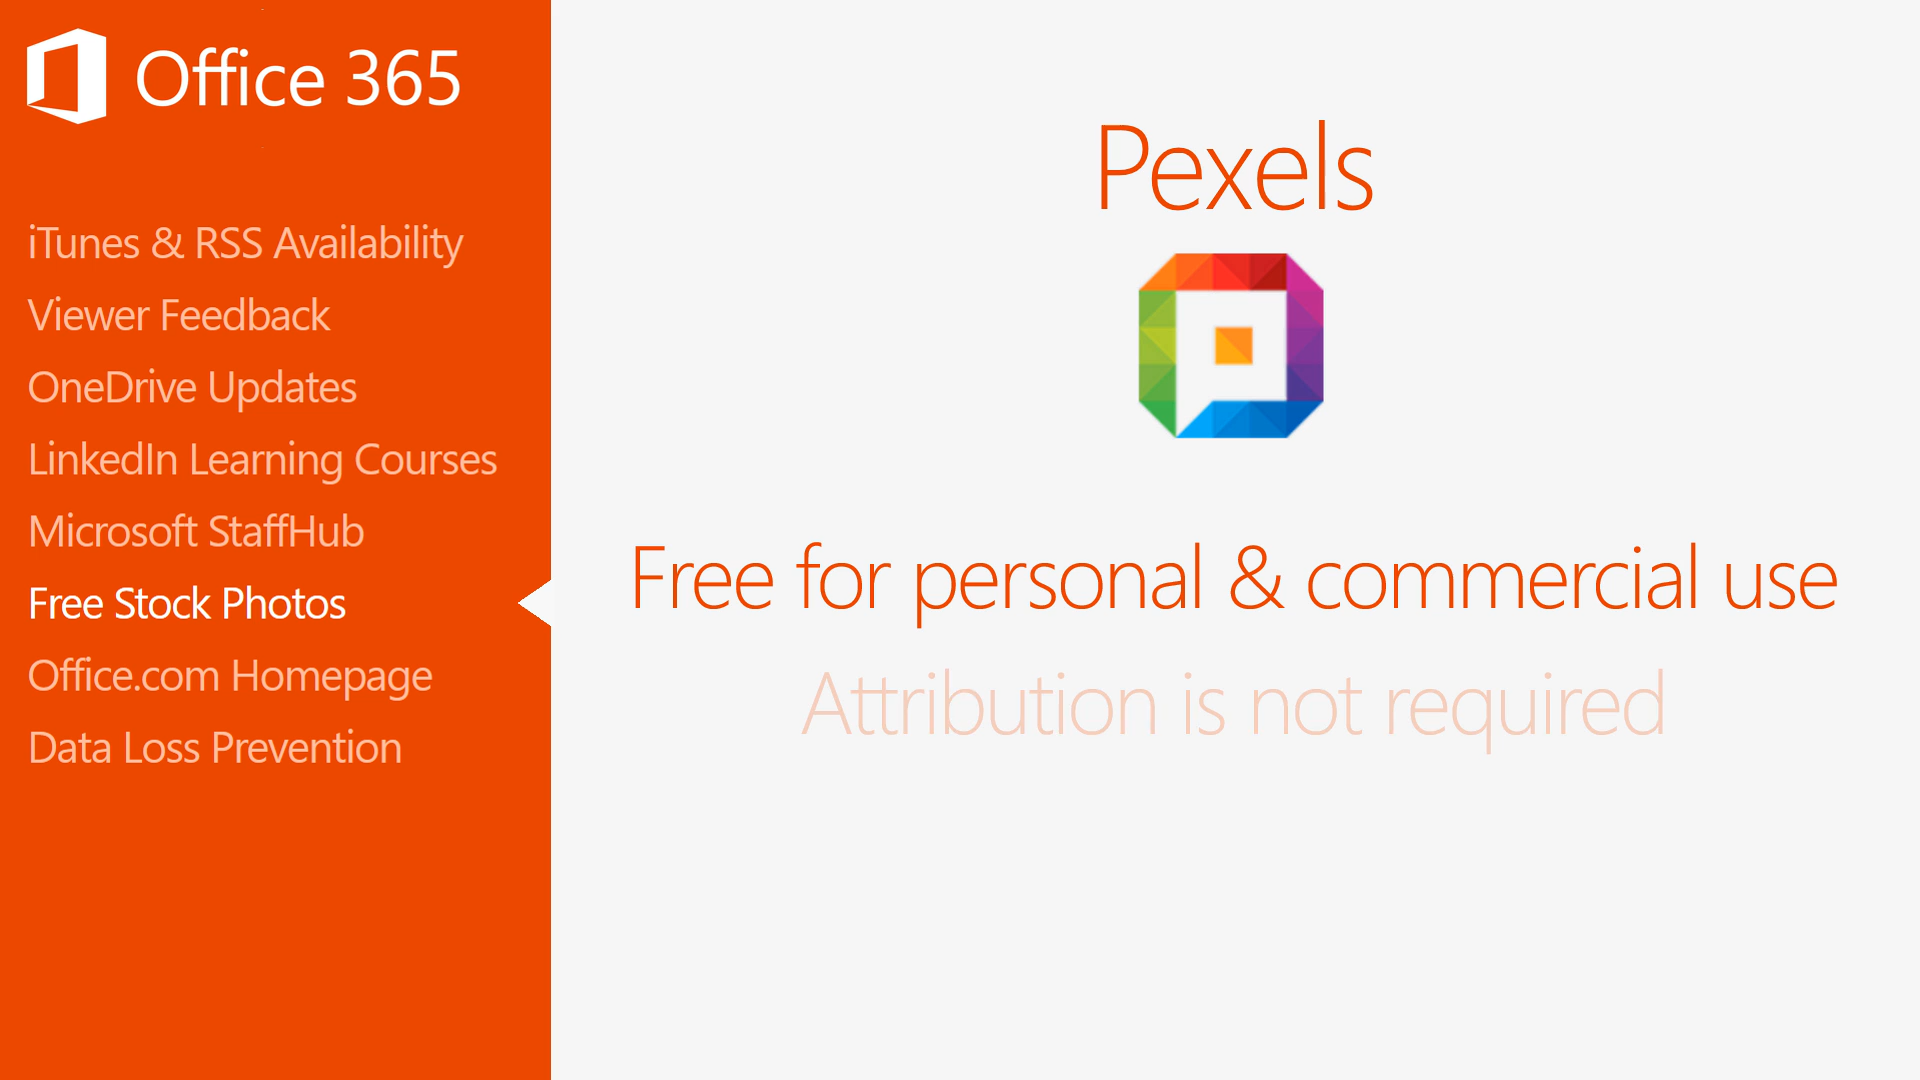 Office 365
iTunes & RSS Availability
Viewer Feedback
OneDrive Updates
LinkedIn Learning Courses
Microsoft StaffHub
Free Stock Photos
Office.com Homepage
Data Loss Prevention
Pexels
Free for personal & commercial use
Attribution is not required